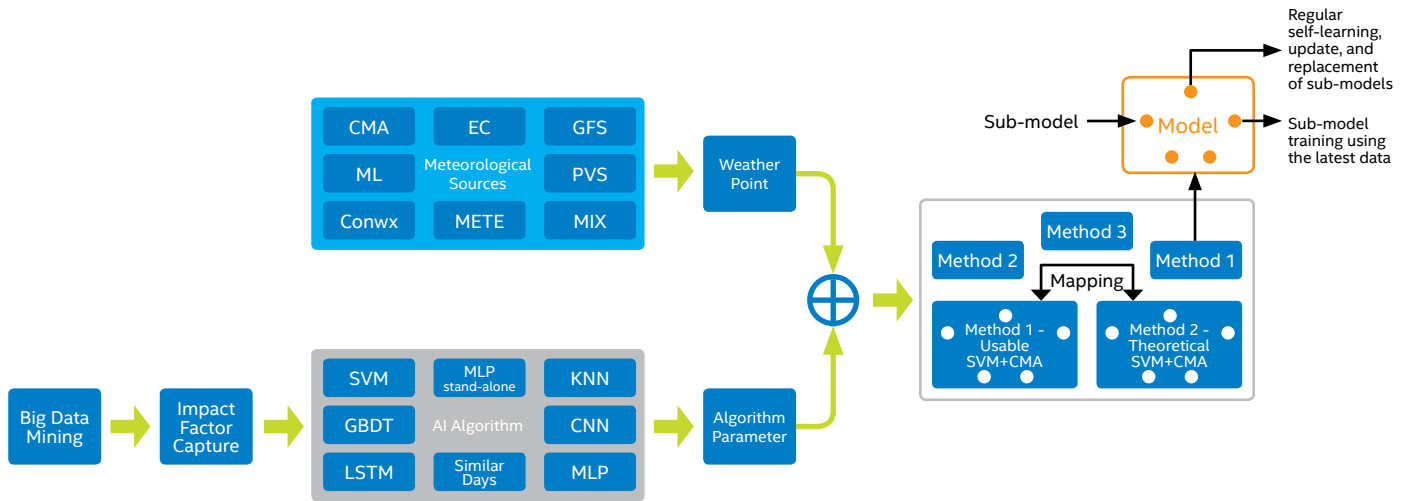 Regular
self-learning,
update, and
replacement
of sub-models
Sub-model
Model
Sub-model
training using
the latest data
CMA
EC
GFS
ML
Meteorological
Sources
PVS
Conwx
METE
MIX
Weather
Point
Method 3
Method 2
Method 1
Mapping
Method 1 -
Usable
SVM+CMA
Method 2 -
Theoretical
SVM+CMA
Big Data
Mining
Impact
Factor
Capture
SVM
MLP
stand-alone
KNN
GBDT
AI Algorithm
CNN
LSTM
Similar
Days
MLP
Algorithm
Parameter